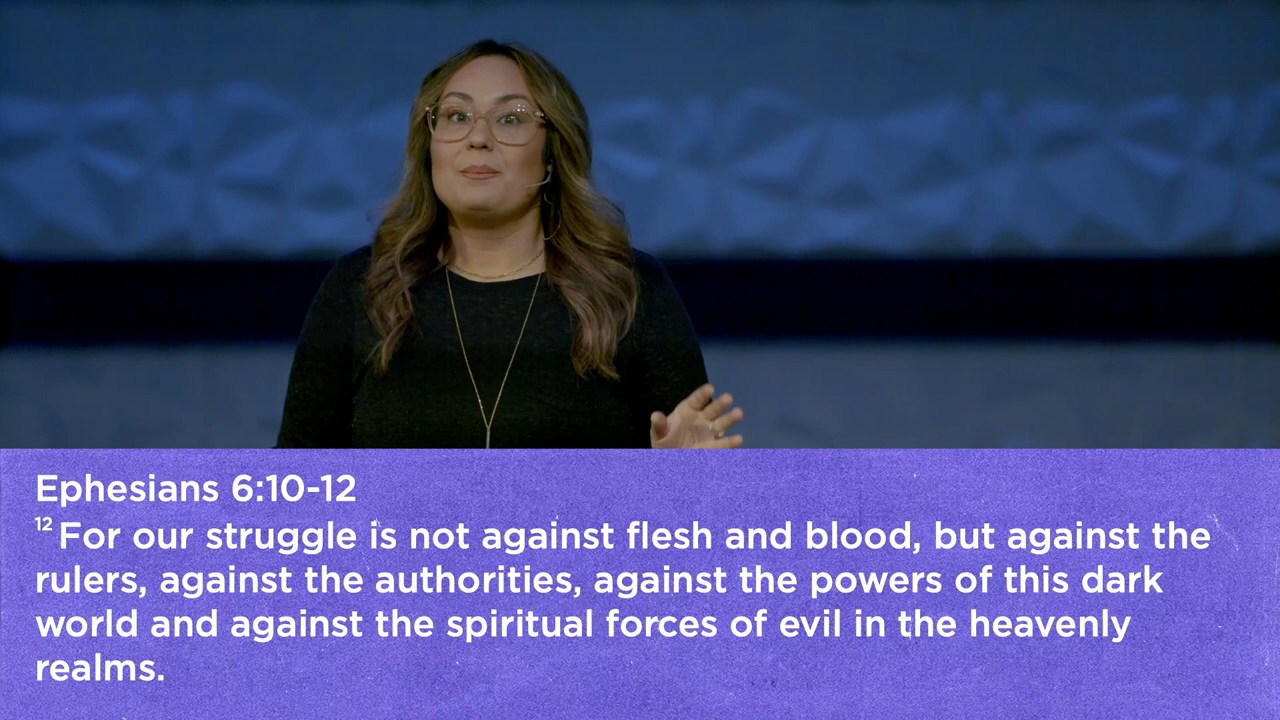 Ephesians 6:10-12
12 For our struggle is not against flesh and blood, but against the
rulers, against the authorities, against the powers of this dark
world and against the spiritual forces of evil in the heavenly
realms.